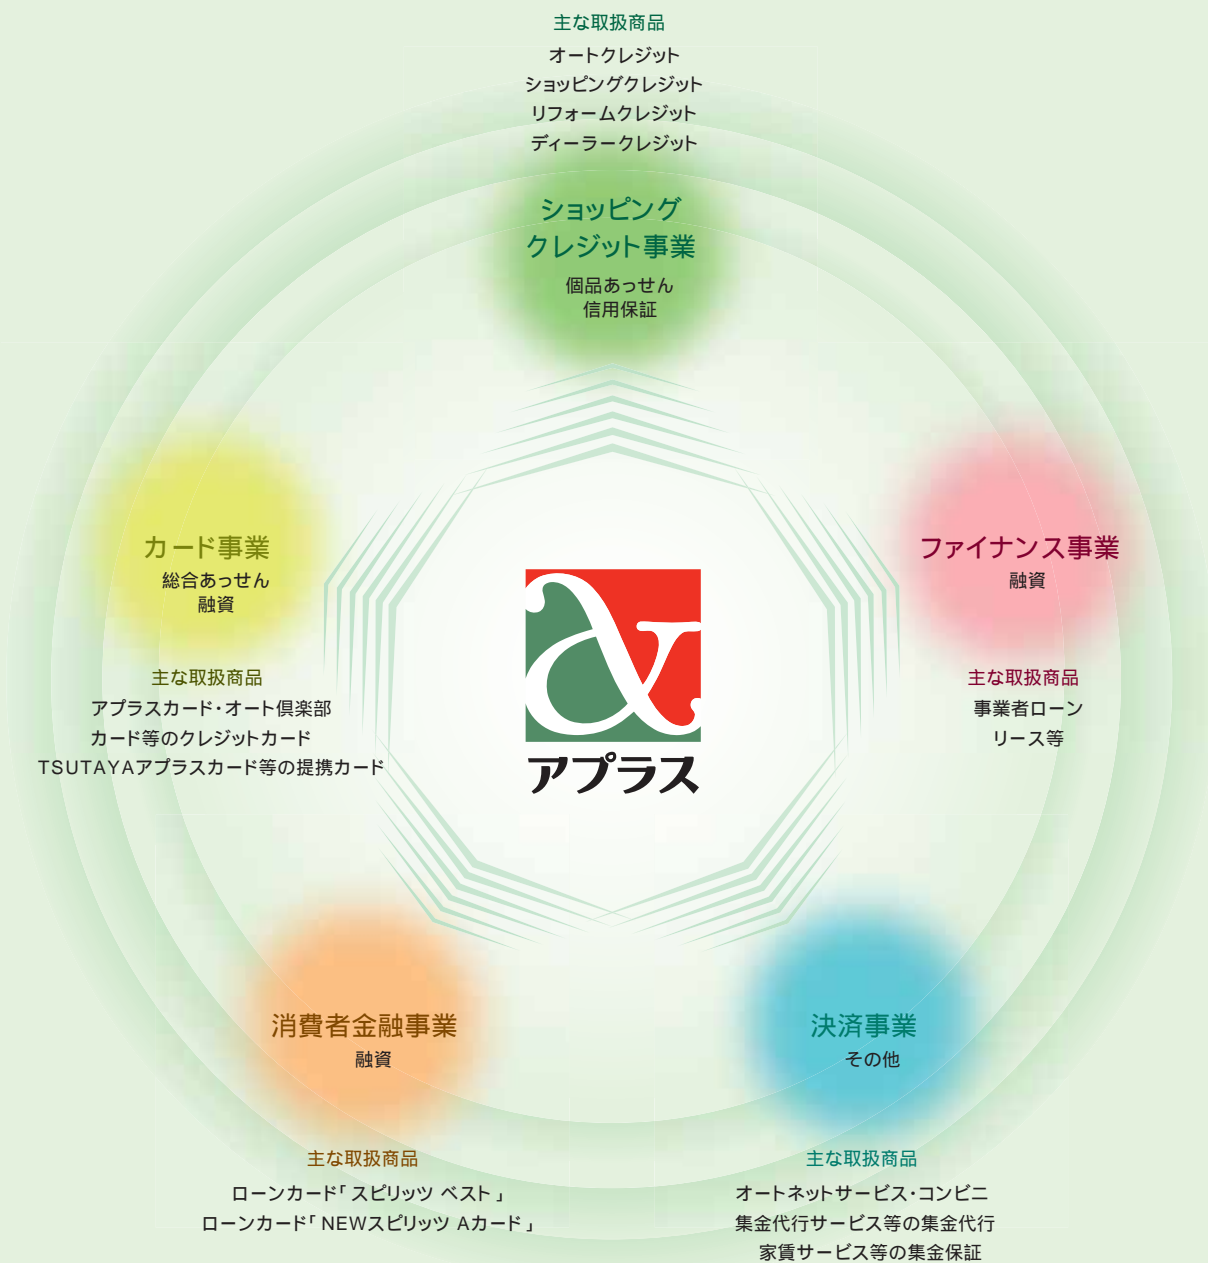 主な取扱商品
オートクレジット
ショッピングクレジット
リフォームクレジット
ディーラークレジット
ショッピング
クレジット事業
個品あっせん
信用保証
カード事業
総合あっせん
融資
主な取扱商品
アプラスカード・オート倶楽部
カード等のクレジットカード
TSUTAYAアプラスカード等の提携カード
ファイナンス事業
融資
主な取扱商品
事業者ローン
リース等
アプラス
消費者金融事業
融資
主な取扱商品
ローンカード「スピリッツ ベスト」
ローンカード「NEWスピリッツ Aカード」
決済事業
その他
主な取扱商品
オートネットサービス・コンビニ
集金代行サービス等の集金代行
家賃サービス等の集金保証